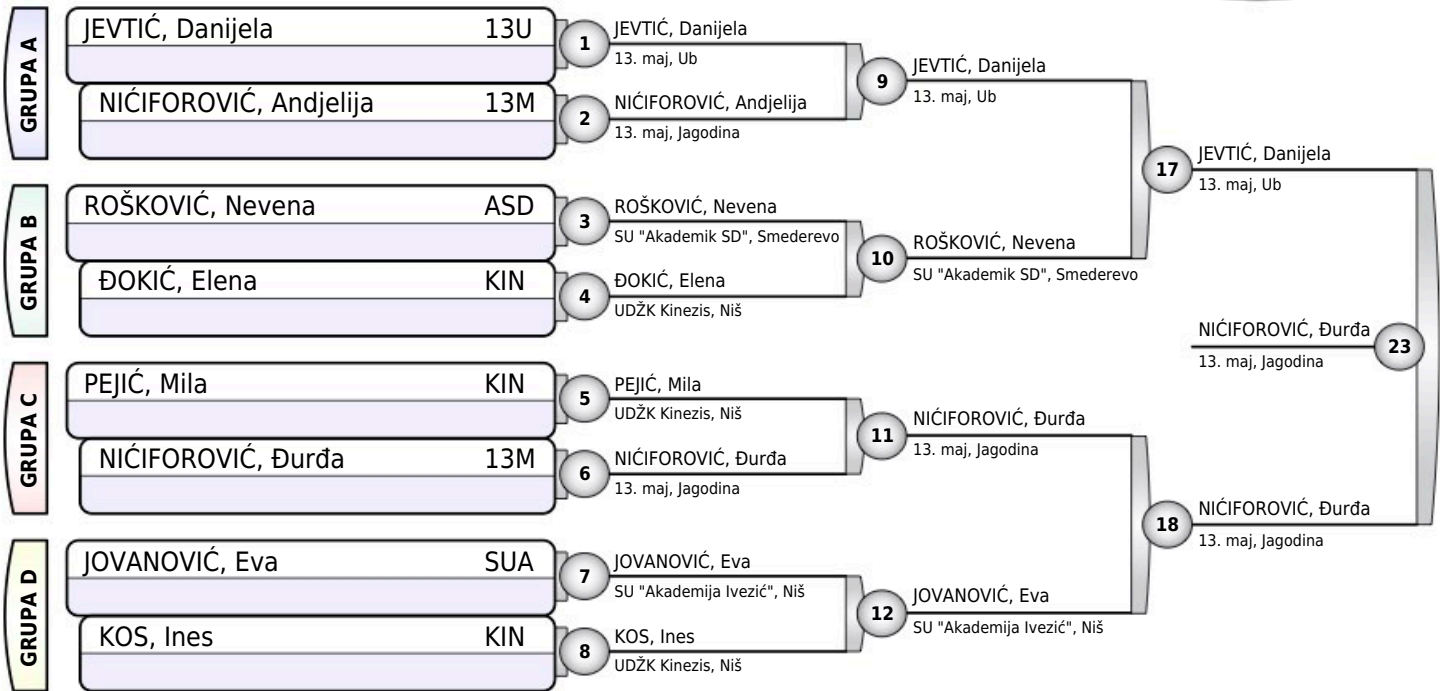 GRUPA A
JEVTIĆ, Danijela 13U
NIĆIFOROVIĆ, Andjelija 13M
1
JEVTIĆ, Danijela
13. maj, Ub
2
NIĆIFOROVIĆ, Andjelija
13. maj, Jagodina
9
JEVTIĆ, Danijela
13. maj, Ub
GRUPA B
ROŠKOVIĆ, Nevena ASD
ĐOKIĆ, Elena KIN
3
ROŠKOVIĆ, Nevena
SU "Akademik SD", Smederevo
4
ĐOKIĆ, Elena
UDŽK Kinezis, Niš
10
ROŠKOVIĆ, Nevena
SU "Akademik SD", Smederevo
17
JEVTIĆ, Danijela
13. maj, Ub
GRUPA C
PEJIĆ, Mila KIN
NIĆIFOROVIĆ, Đurđa 13M
5
PEJIĆ, Mila
UDŽK Kinezis, Niš
6
NIĆIFOROVIĆ, Đurđa
13. maj, Jagodina
11
NIĆIFOROVIĆ, Đurđa
13. maj, Jagodina
GRUPA D
JOVANOVIĆ, Eva SUA
KOS, Ines KIN
7
JOVANOVIĆ, Eva
SU "Akademija Ivezić", Niš
8
KOS, Ines
UDŽK Kinezis, Niš
12
JOVANOVIĆ, Eva
SU "Akademija Ivezić", Niš
18
NIĆIFOROVIĆ, Đurđa
13. maj, Jagodina
NIĆIFOROVIĆ, Đurđa
13. maj, Jagodina
23